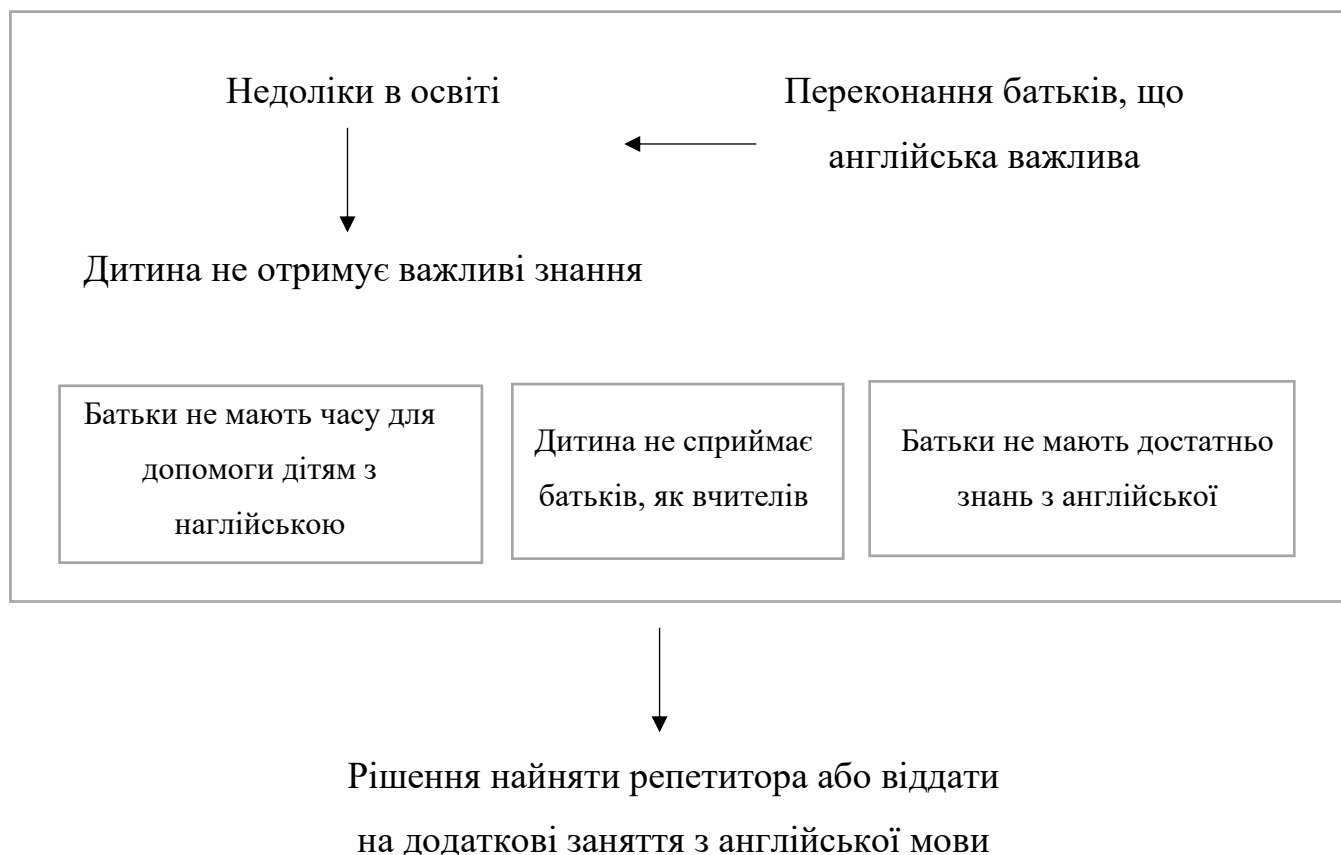 Недоліки в освіті
Переконання батьків, що
англійська важлива
Дитина не отримує важливі знання
Батьки не мають часу для
допомоги дітям з
наглійською
Дитина не сприймає
батьків, як вчителів
Батьки не мають достатньо
знань з англійської
Рішення найняти репетитора або віддати
на додаткові заняття з англійської мови